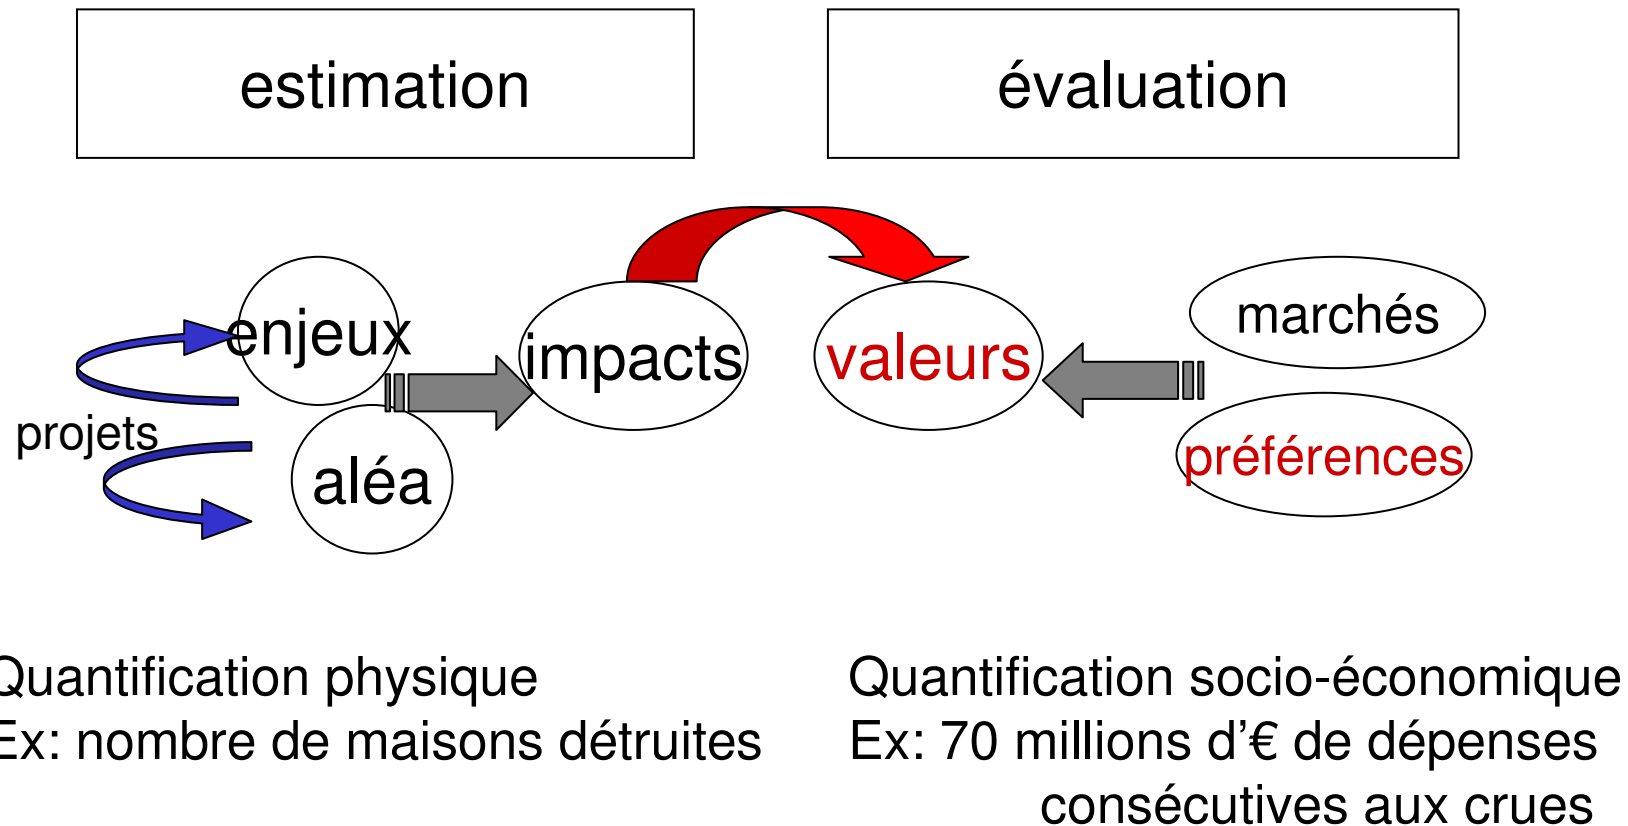 estimation
évaluation
enjeux
impacts
valeurs
marchés
projets
aléa
préférences
Quantification physique
Ex: nombre de maisons détruites
Quantification socio-économique
Ex: 70 millions d'€ de dépenses
consécutives aux crues